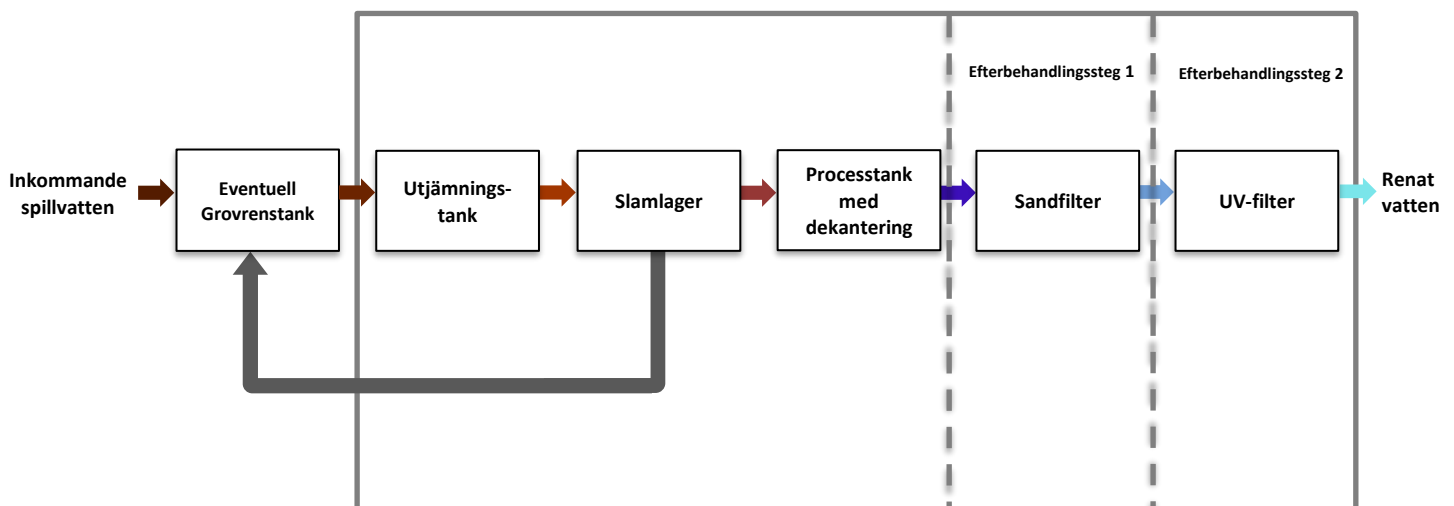 Efterbehandlingssteg 1
Efterbehandlingssteg 2
Inkommande
spillvatten
Eventuell
Grovrenstank
Utjämnings-
tank
Slamlager
Processtank
med
dekantering
Sandfilter
UV-filter
Renat
vatten